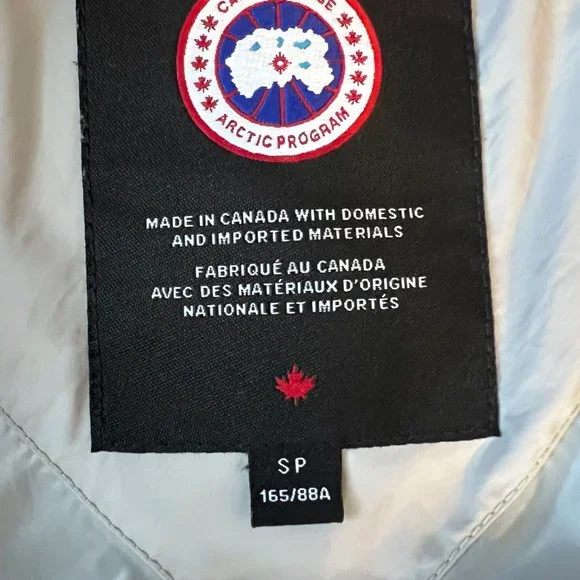 ARCTIC PROGRAM
MADE IN CANADA WITH DOMESTIC
AND IMPORTED MATERIALS
FABRIQUÉ AU CANADA
AVEC DES MATÉRIAUX D'ORIGINE
NATIONALE ET IMPORTÉS
SP
165/88A